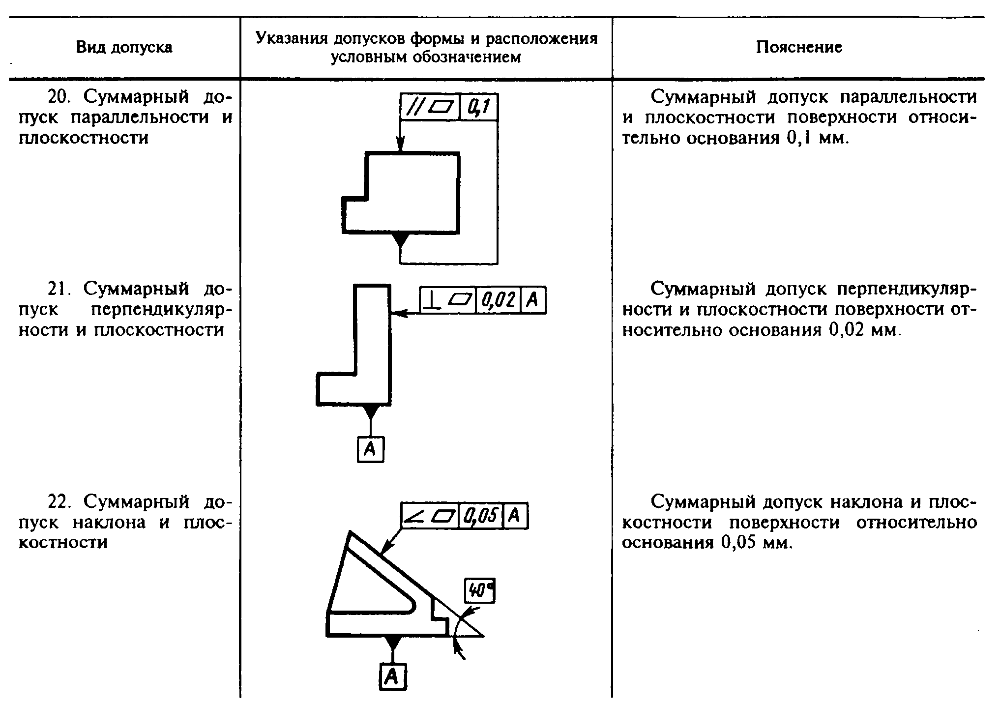 Вид допуска
Указания допусков формы и расположения
условным обозначением
Пояснение
20. Суммарный до-
пуск параллельности и
плоскостности
// ▱ 0,1
Суммарный допуск параллельности
и плоскостности поверхности относи-
тельно основания 0,1 мм.
21. Суммарный до-
пуск перпендикуляр-
ности и плоскостности
⊥ ▱ 0,02 А
А
Суммарный допуск перпендикуляр-
ности и плоскостности поверхности от-
носительно основания 0,02 мм.
22. Суммарный до-
пуск наклона и плос-
костности
∠ ▱ 0,05 А
40°
А
Суммарный допуск наклона и плос-
костности поверхности относительно
основания 0,05 мм.